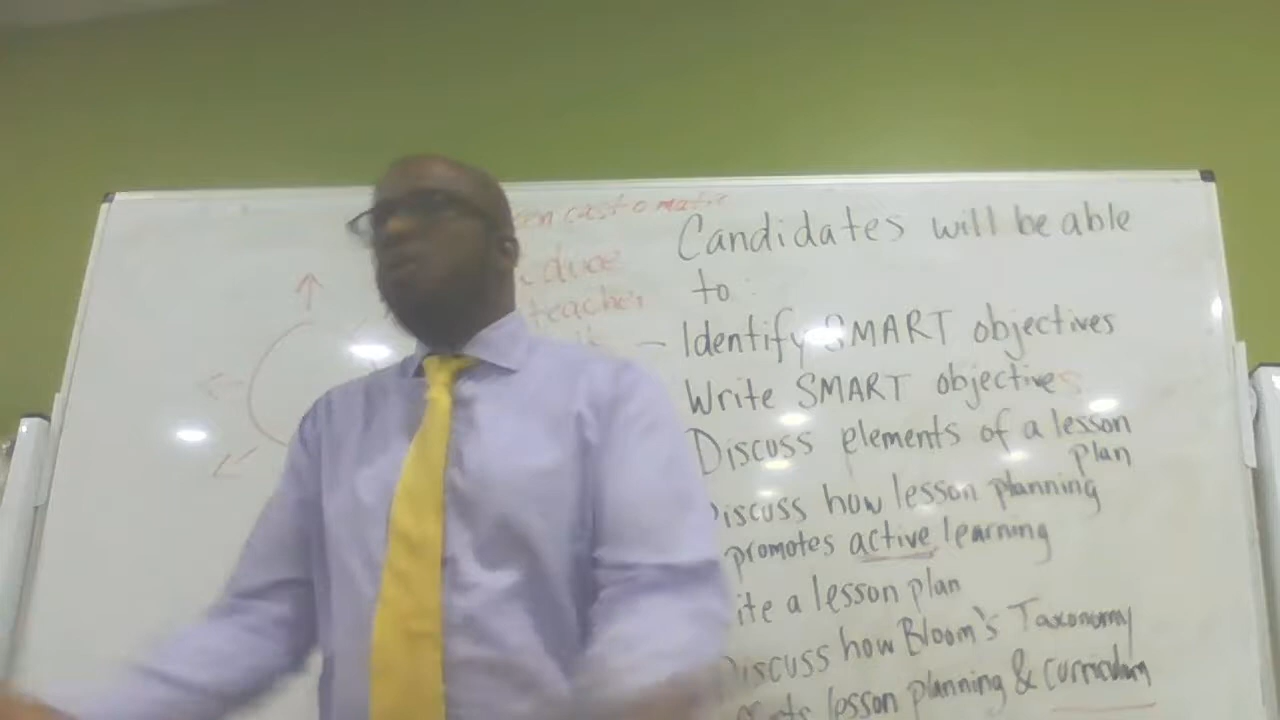 teacher
Candidates will be able
to:
- Identify SMART objectives
Write SMART objectives
Discuss elements of a lesson
plan
Discuss how lesson planning
promotes active learning
a lesson plan
Discuss how Bloom's Taxonomy
lesson planning & curriculum